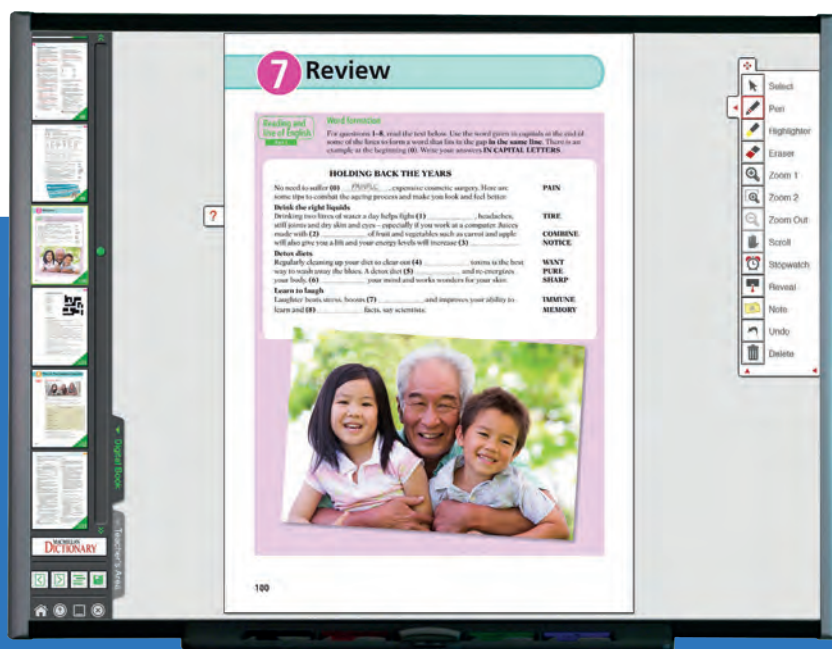 7 Review
Reading and
Use of English
Word formation
For questions 1–8, read the text below. Use the word given in capitals at the end of
some of the lines to form a word that fits in the gap in the same line. There is an
example at the beginning (0). Write your answers IN CAPITAL LETTERS.
HOLDING BACK THE YEARS
No need to suffer (0) expensive cosmetic surgery. Here are PAIN
some tips to combat the ageing process and make you look and feel better.
Drink the right liquids
Drinking two litres of water a day helps fight (1) , headaches, TIRE
stiff joints and dry skin and eyes – especially if you work at a computer. Juices
made with (2) of fruit and vegetables such as carrot and apple COMBINE
will also give you a lift and your energy levels will increase (3) NOTICE
Detox diets
Regularly cleaning up your diet to clear out (4) toxins is the best WANT
way to wash away the blues. A detox diet (5) and re-energizes PURE
your body, (6) your mind and works wonders for your skin. SHARP
Learn to laugh
Laughter beats stress, boosts (7) and improves your ability to IMMUNE
learn and (8) facts, say scientists. MEMORY
100
Digital Book
Teacher's Area
MACMILLAN
DICTIONARY
?
Select
Pen
Highlighter
Eraser
Zoom 1
Zoom 2
Zoom Out
Scroll
Stopwatch
Reveal
Note
Undo
Delete